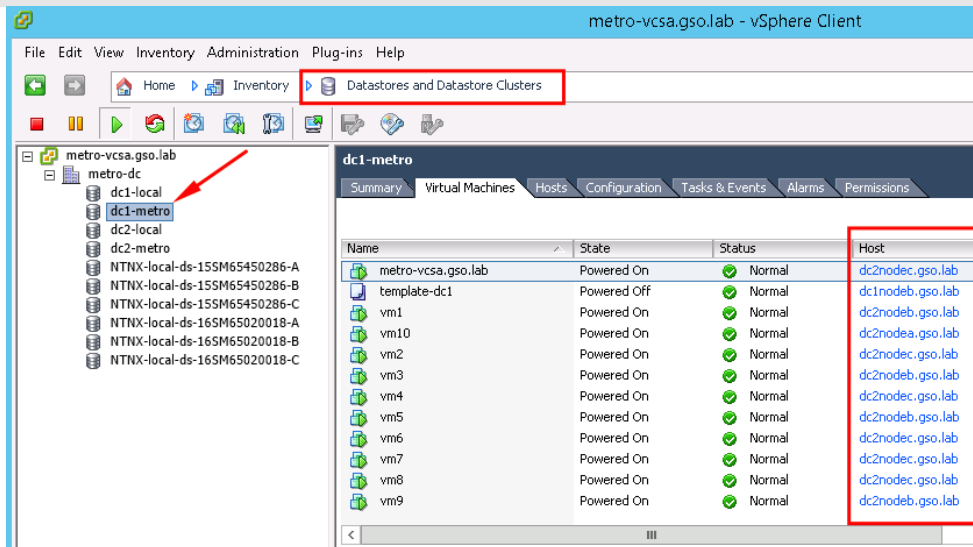 metro-vcsa.gso.lab - vSphere Client
File Edit View Inventory Administration Plug-ins Help
Home Inventory Datastores and Datastore Clusters
metro-vcsa.gso.lab
metro-dc
dc1-local
dc1-metro
dc2-local
dc2-metro
NTNX-local-ds-15SM65450286-A
NTNX-local-ds-15SM65450286-B
NTNX-local-ds-15SM65450286-C
NTNX-local-ds-16SM65020018-A
NTNX-local-ds-16SM65020018-B
NTNX-local-ds-16SM65020018-C
dc1-metro
Summary Virtual Machines Hosts Configuration Tasks & Events Alarms Permissions
Name State Status Host
metro-vcsa.gso.lab Powered On Normal dc2nodec.gso.lab
template-dc1 Powered Off Normal dc1nodeb.gso.lab
vm1 Powered On Normal dc2nodeb.gso.lab
vm10 Powered On Normal dc2nodea.gso.lab
vm2 Powered On Normal dc2nodec.gso.lab
vm3 Powered On Normal dc2nodeb.gso.lab
vm4 Powered On Normal dc2nodec.gso.lab
vm5 Powered On Normal dc2nodeb.gso.lab
vm6 Powered On Normal dc2nodec.gso.lab
vm7 Powered On Normal dc2nodec.gso.lab
vm8 Powered On Normal dc2nodec.gso.lab
vm9 Powered On Normal dc2nodeb.gso.lab